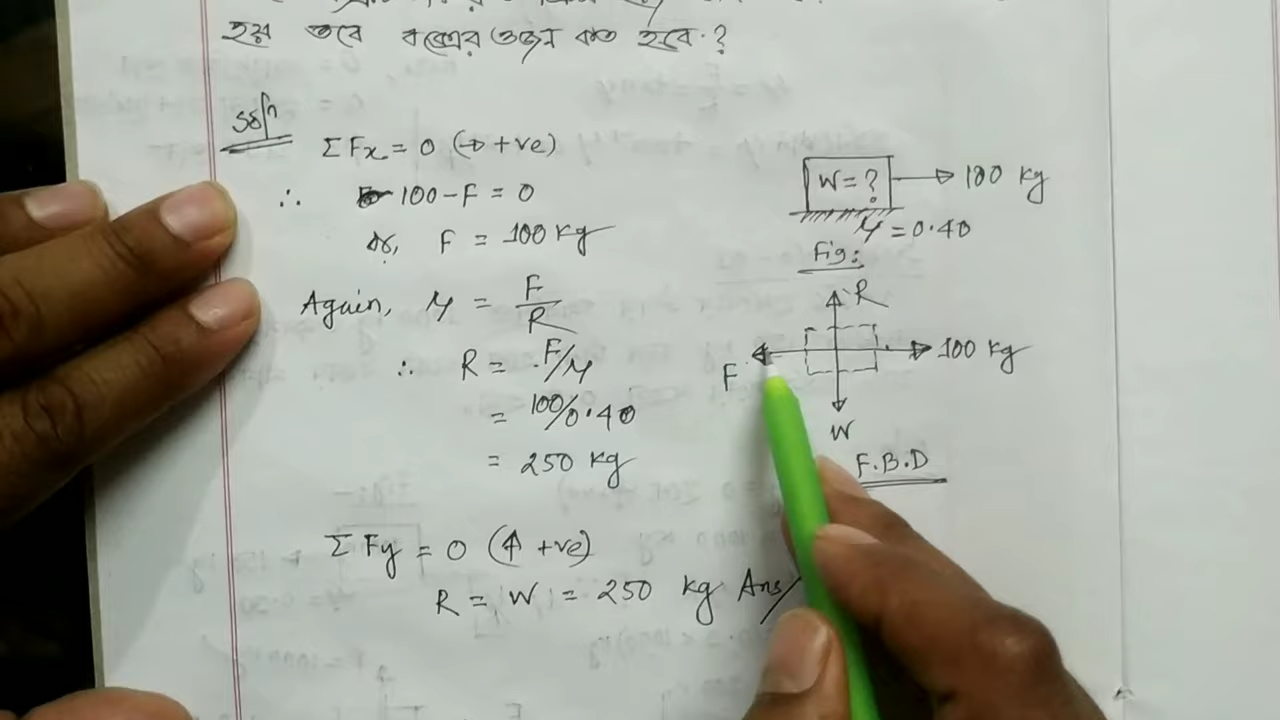 হয় তবে বস্তুর ওজন কত হবে.?
Solⁿ
ΣFx = 0 (→ +ve)
∴ 100 - F = 0
or, F = 100 kg
Again, μ = F/R
∴ R = F/μ
= 100/0.40
= 250 kg
ΣFy = 0 (↑ +ve)
R = W = 250 kg Ans/
W = ? 100 kg
μ = 0.40
Fig:
R
F 100 kg
W
F.B.D